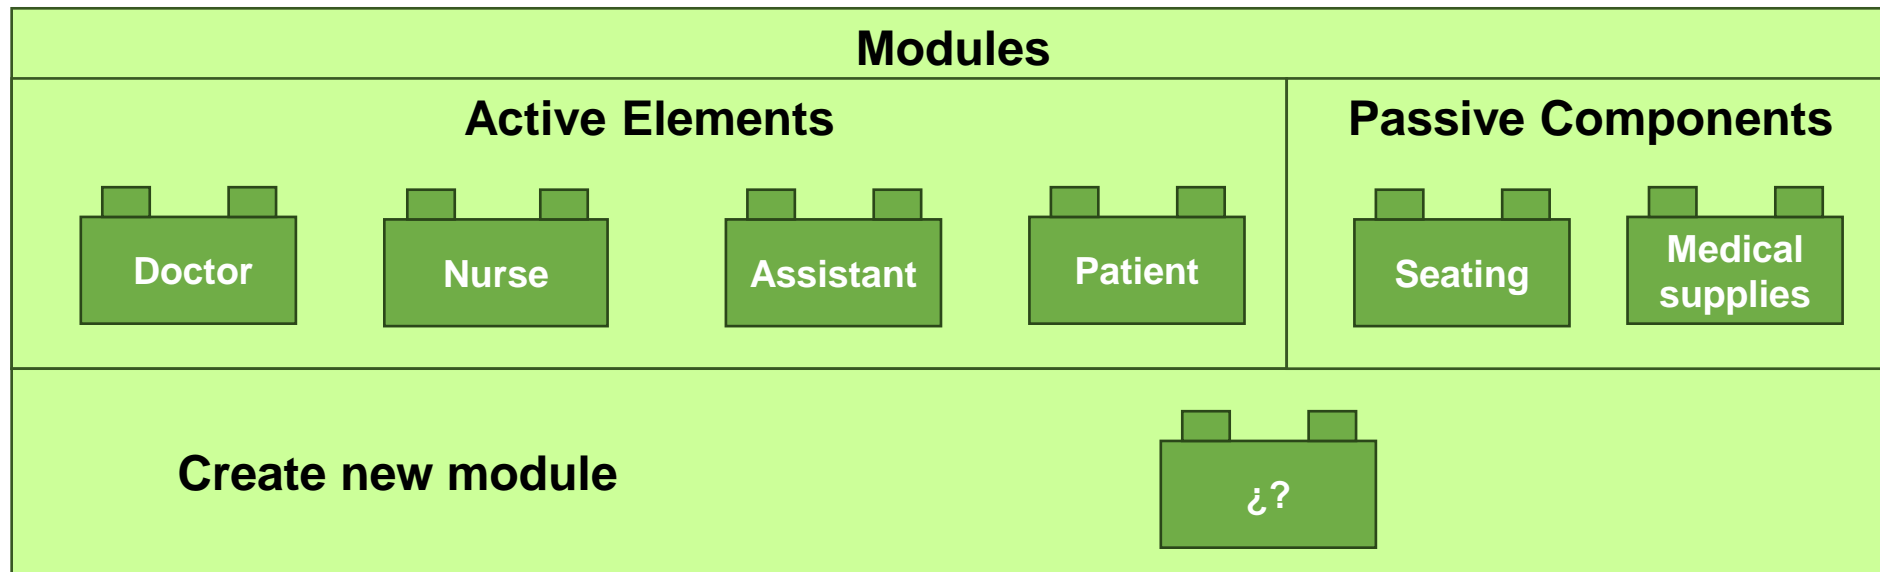 Modules
Active Elements
Passive Components
Doctor
Nurse
Assistant
Patient
Seating
Medical
supplies
Create new module
¿?